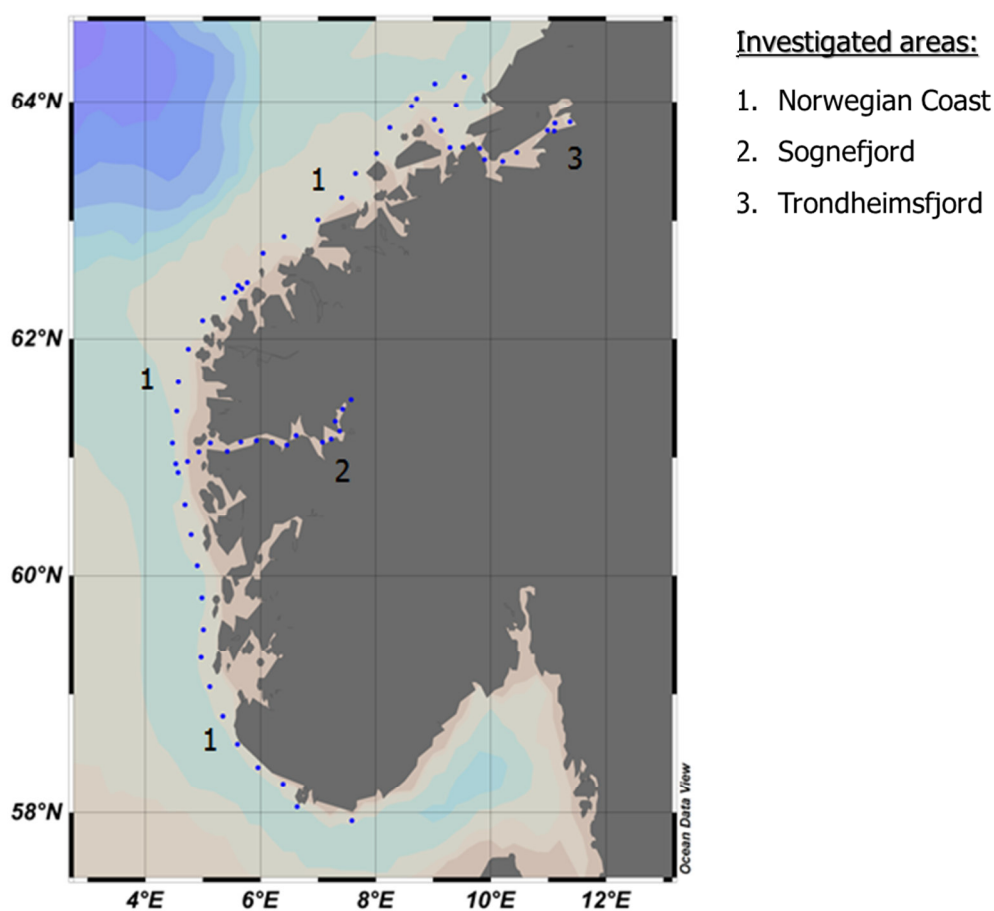 Investigated areas:
1. Norwegian Coast
2. Sognefjord
3. Trondheimsfjord
64°N
62°N
60°N
58°N
4°E 6°E 8°E 10°E 12°E
1
3
1
2
1
Ocean Data View